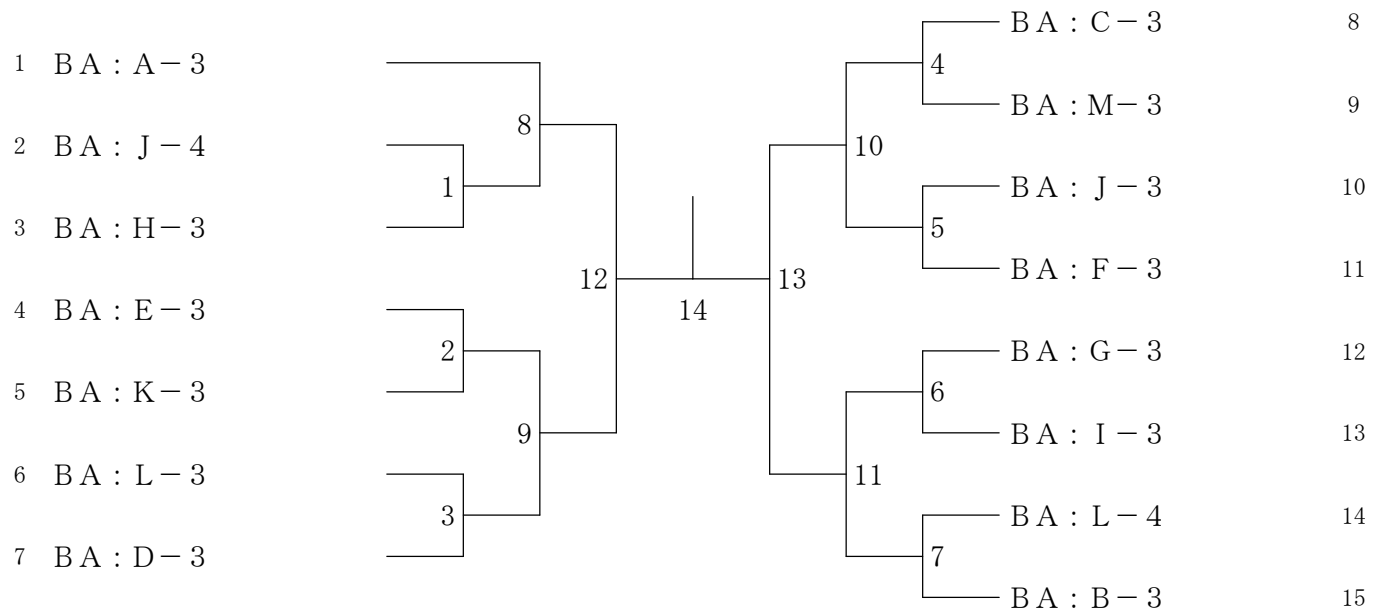 1 ＢＡ：Ａ－３
2 ＢＡ：Ｊ－４
3 ＢＡ：Ｈ－３
4 ＢＡ：Ｅ－３
5 ＢＡ：Ｋ－３
6 ＢＡ：Ｌ－３
7 ＢＡ：Ｄ－３
1
2
3
8
9
12
14
13
10
11
4
5
6
7
ＢＡ：Ｃ－３ 8
ＢＡ：Ｍ－３ 9
ＢＡ：Ｊ－３ 10
ＢＡ：Ｆ－３ 11
ＢＡ：Ｇ－３ 12
ＢＡ：Ｉ－３ 13
ＢＡ：Ｌ－４ 14
ＢＡ：Ｂ－３ 15